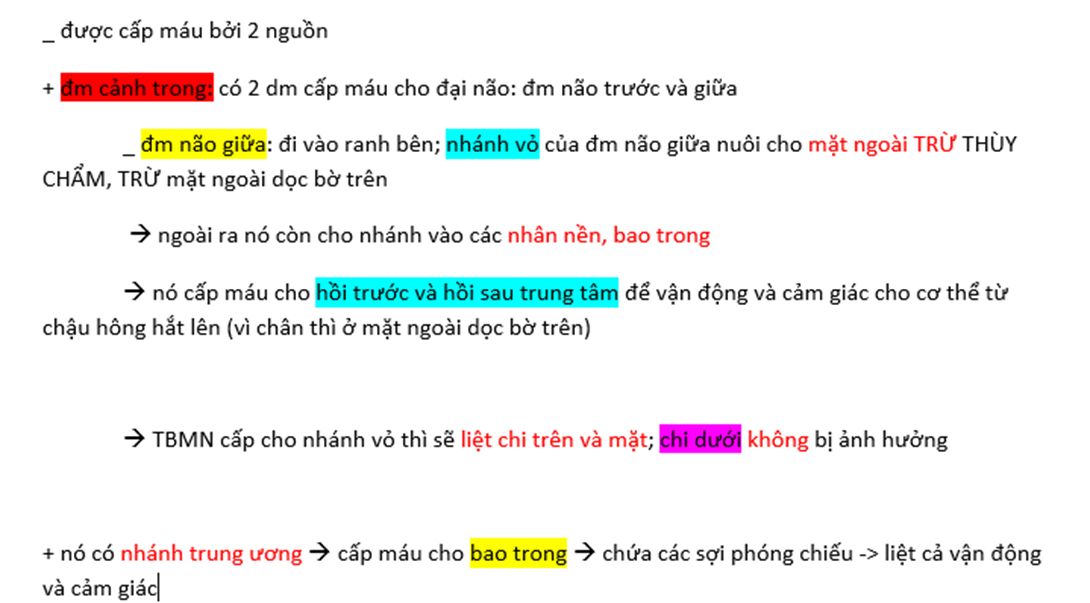 _ được cấp máu bởi 2 nguồn
+ đm cảnh trong: có 2 dm cấp máu cho đại não: đm não trước và giữa
_ đm não giữa: đi vào ranh bên; nhánh vỏ của đm não giữa nuôi cho mặt ngoài TRỪ THÙY
CHẨM, TRỪ mặt ngoài dọc bờ trên
→ ngoài ra nó còn cho nhánh vào các nhân nền, bao trong
→ nó cấp máu cho hồi trước và hồi sau trung tâm để vận động và cảm giác cho cơ thể từ
chậu hông hắt lên (vì chân thì ở mặt ngoài dọc bờ trên)
→ TBMN cấp cho nhánh vỏ thì sẽ liệt chi trên và mặt; chi dưới không bị ảnh hưởng
+ nó có nhánh trung ương → cấp máu cho bao trong → chứa các sợi phóng chiếu -> liệt cả vận động
và cảm giác